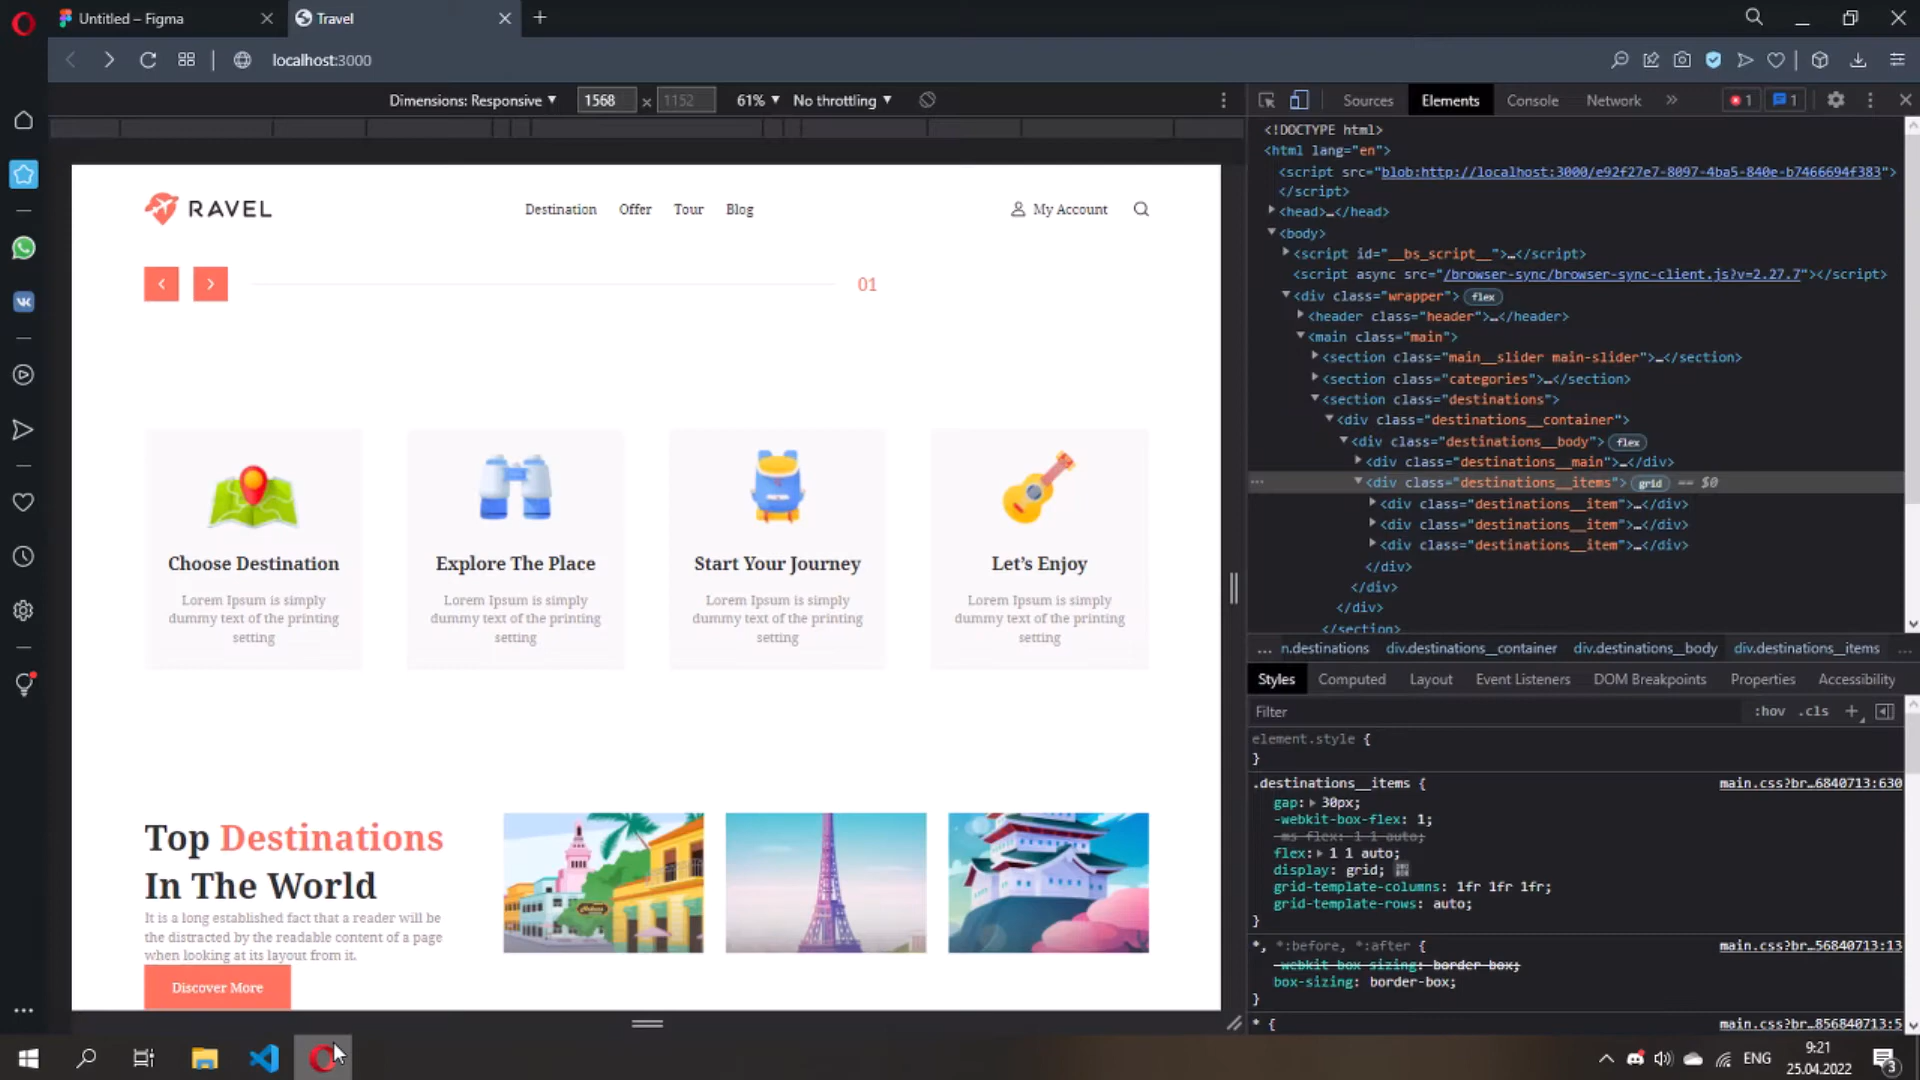 Untitled – Figma
Travel
localhost:3000
Dimensions: Responsive ▼ 1568 × 1152 61% ▼ No throttling ▼
Sources Elements Console Network » 1 1
RAVEL
Destination Offer Tour Blog
My Account
01
Choose Destination
Lorem Ipsum is simply
dummy text of the printing
setting
Explore The Place
Lorem Ipsum is simply
dummy text of the printing
setting
Start Your Journey
Lorem Ipsum is simply
dummy text of the printing
setting
Let's Enjoy
Lorem Ipsum is simply
dummy text of the printing
setting
Top Destinations
In The World
It is a long established fact that a reader will be
the distracted by the readable content of a page
when looking at its layout from it.
Discover More
<!DOCTYPE html>
<html lang="en">
<script src="blob:http://localhost:3000/e92f27e7-8097-4ba5-840e-b7466694f383">
</script>
<head>…</head>
<body>
<script id="__bs_script__">…</script>
<script async src="/browser-sync/browser-sync-client.js?v=2.27.7"></script>
<div class="wrapper"> flex
<header class="header">…</header>
<main class="main">
<section class="main__slider main-slider">…</section>
<section class="categories">…</section>
<section class="destinations">
<div class="destinations__container">
<div class="destinations__body"> flex
<div class="destinations__main">…</div>
<div class="destinations__items"> grid == $0
<div class="destinations__item">…</div>
<div class="destinations__item">…</div>
<div class="destinations__item">…</div>
</div>
</div>
</div>
</section>
... n.destinations div.destinations__container div.destinations__body div.destinations__items ...
Styles Computed Layout Event Listeners DOM Breakpoints Properties Accessibility
Filter :hov .cls +
element.style {
}
.destinations__items { main.css?br…6840713:630
gap: 30px;
-webkit-box-flex: 1;
-ms-flex: 1 1 auto;
flex: 1 1 auto;
display: grid;
grid-template-columns: 1fr 1fr 1fr;
grid-template-rows: auto;
}
*, *:before, *:after { main.css?br…56840713:13
-webkit-box-sizing: border-box;
box-sizing: border-box;
}
* { main.css?br…856840713:5
ENG
9:21
25.04.2022
3